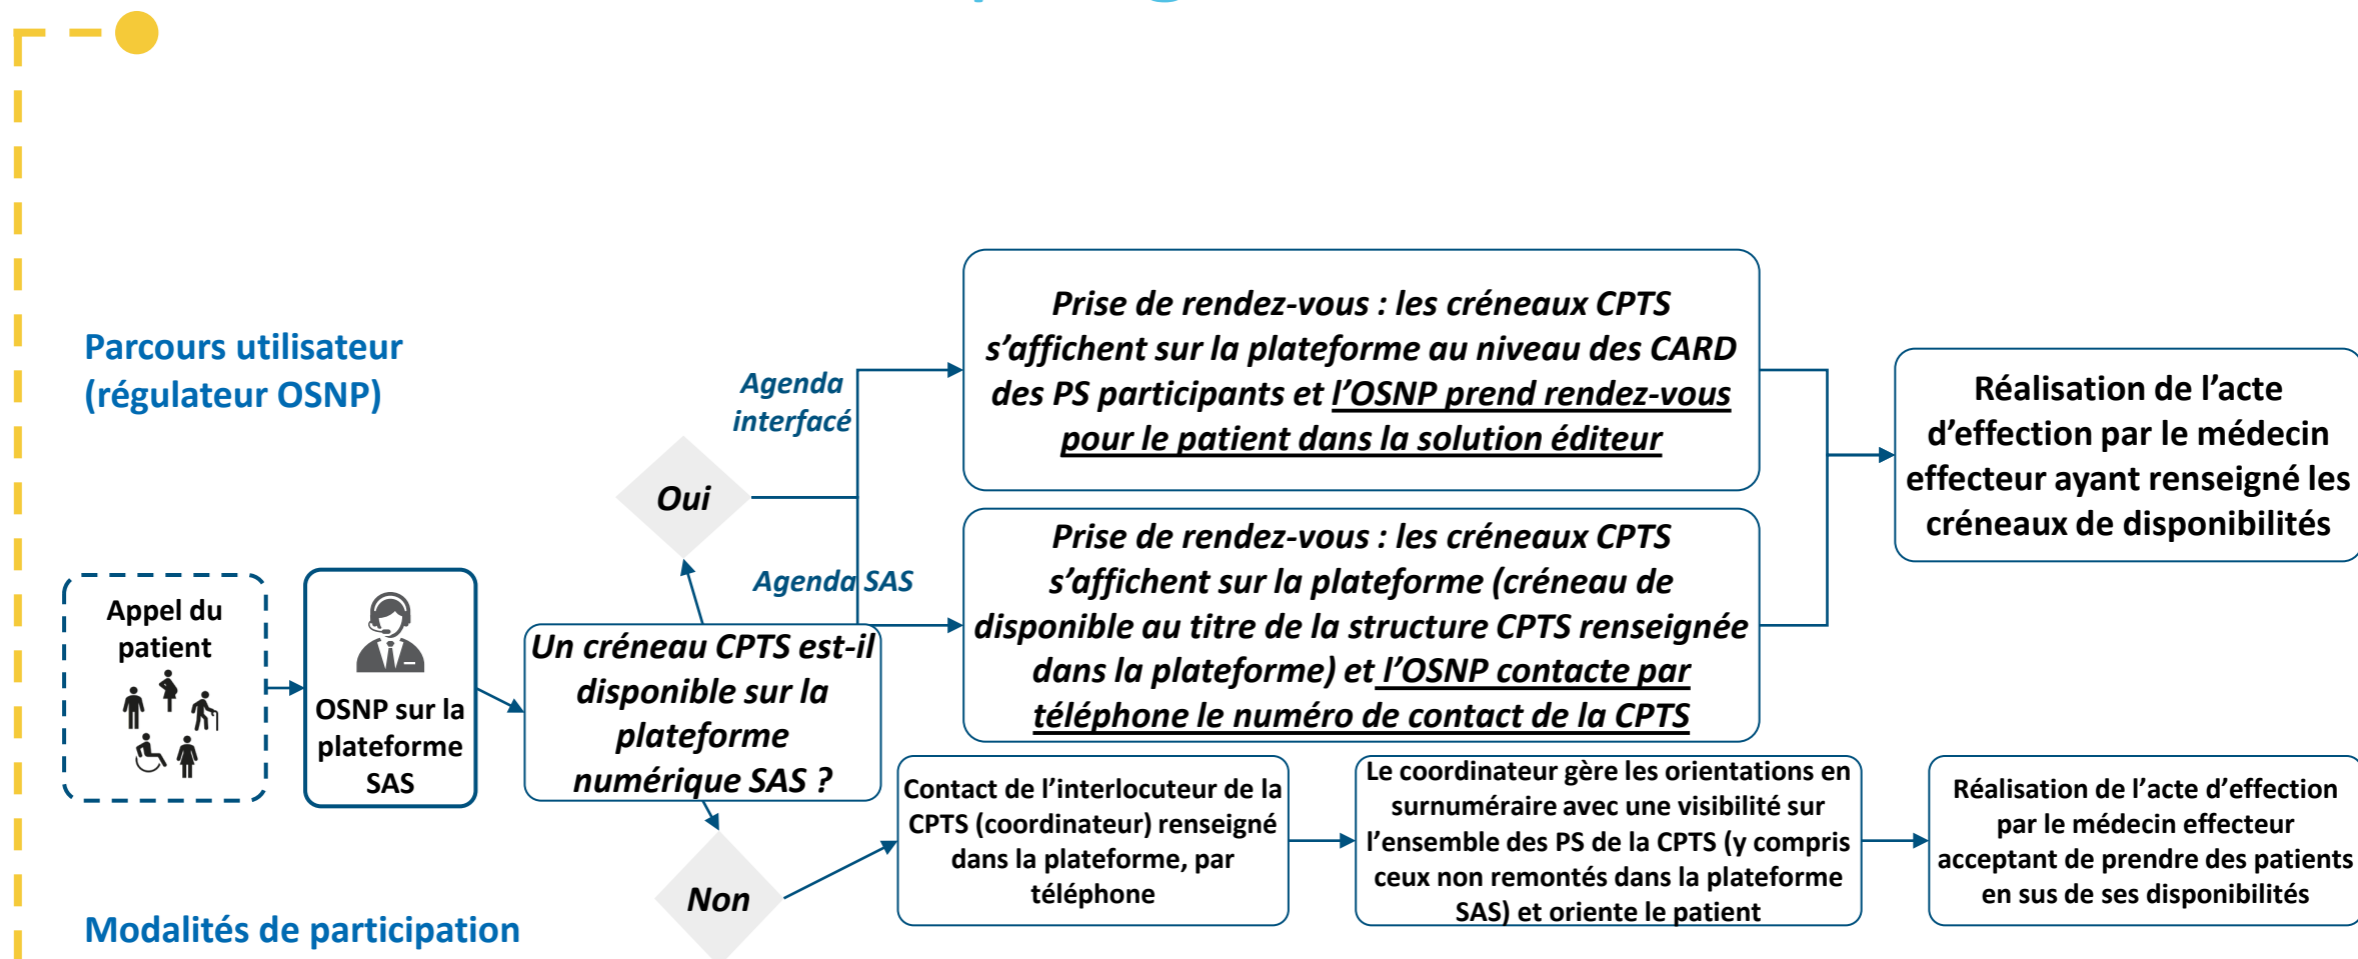 Parcours utilisateur
(régulateur OSNP)
Appel du
patient
OSNP sur la
plateforme
SAS
Un créneau CPTS est-il
disponible sur la
plateforme
numérique SAS ?
Oui
Agenda
interfacé
Prise de rendez-vous : les créneaux CPTS
s’affichent sur la plateforme au niveau des CARD
des PS participants et l’OSNP prend rendez-vous
pour le patient dans la solution éditeur
Agenda SAS
Prise de rendez-vous : les créneaux CPTS
s’affichent sur la plateforme (créneau de
disponible au titre de la structure CPTS renseignée
dans la plateforme) et l’OSNP contacte par
téléphone le numéro de contact de la CPTS
Réalisation de l’acte
d’effection par le médecin
effecteur ayant renseigné les
créneaux de disponibilités
Non
Contact de l’interlocuteur de la
CPTS (coordinateur) renseigné
dans la plateforme, par
téléphone
Le coordinateur gère les orientations en
surnuméraire avec une visibilité sur
l’ensemble des PS de la CPTS (y compris
ceux non remontés dans la plateforme
SAS) et oriente le patient
Réalisation de l’acte d’effection
par le médecin effecteur
acceptant de prendre des patients
en sus de ses disponibilités
Modalités de participation